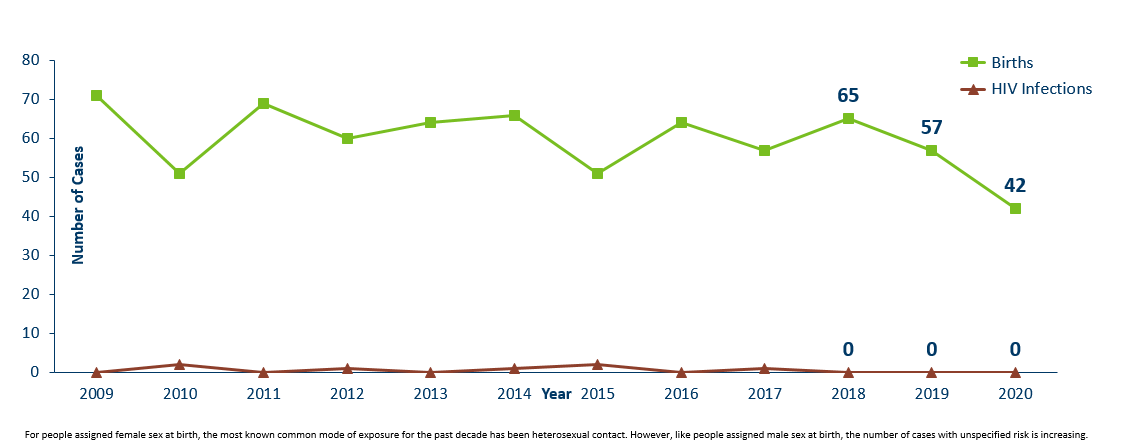 80
70
60
50
40
30
20
10
0
Number of Cases
Births
HIV Infections
65
57
42
0 0 0
2009 2010 2011 2012 2013 2014 Year 2015 2016 2017 2018 2019 2020
For people assigned female sex at birth, the most known common mode of exposure for the past decade has been heterosexual contact. However, like people assigned male sex at birth, the number of cases with unspecified risk is increasing.